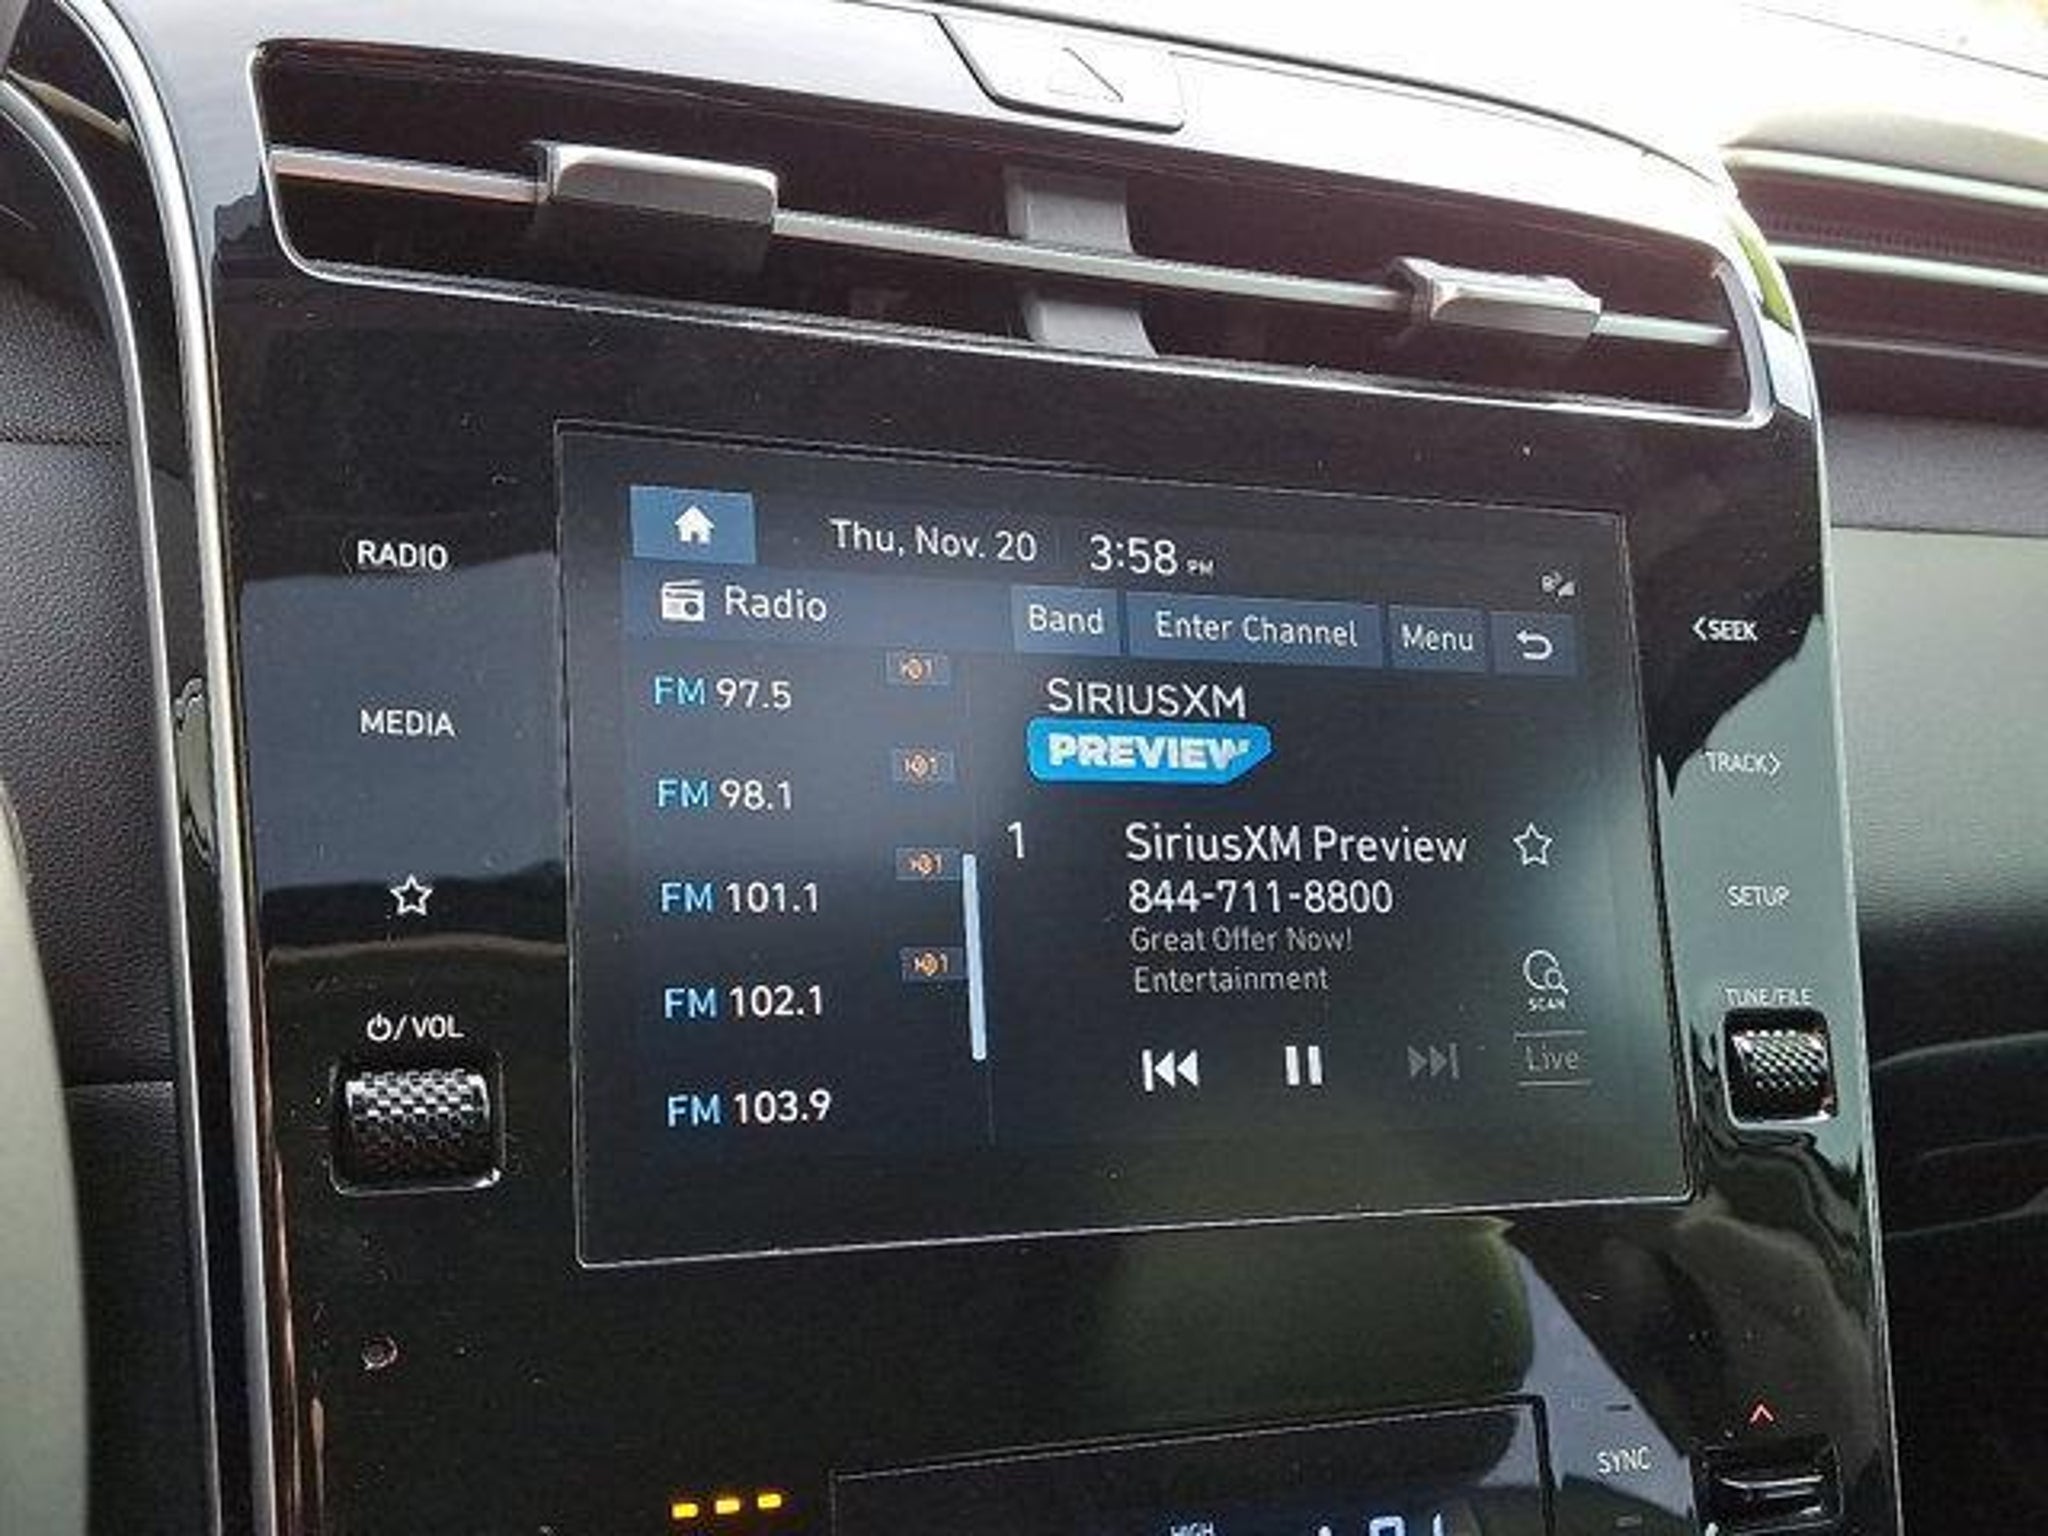 RADIO
MEDIA
/VOL
Thu, Nov. 20 3:58 PM
Radio
Band
Enter Channel
Menu
FM 97.5
FM 98.1
FM 101.1
FM 102.1
FM 103.9
SIRIUSXM
PREVIEW
1
SiriusXM Preview
844-711-8800
Great Offer Now!
Entertainment
SCAN
Live
<SEEK
TRACK>
SETUP
TUNE/FILE
SYNC
HIGH